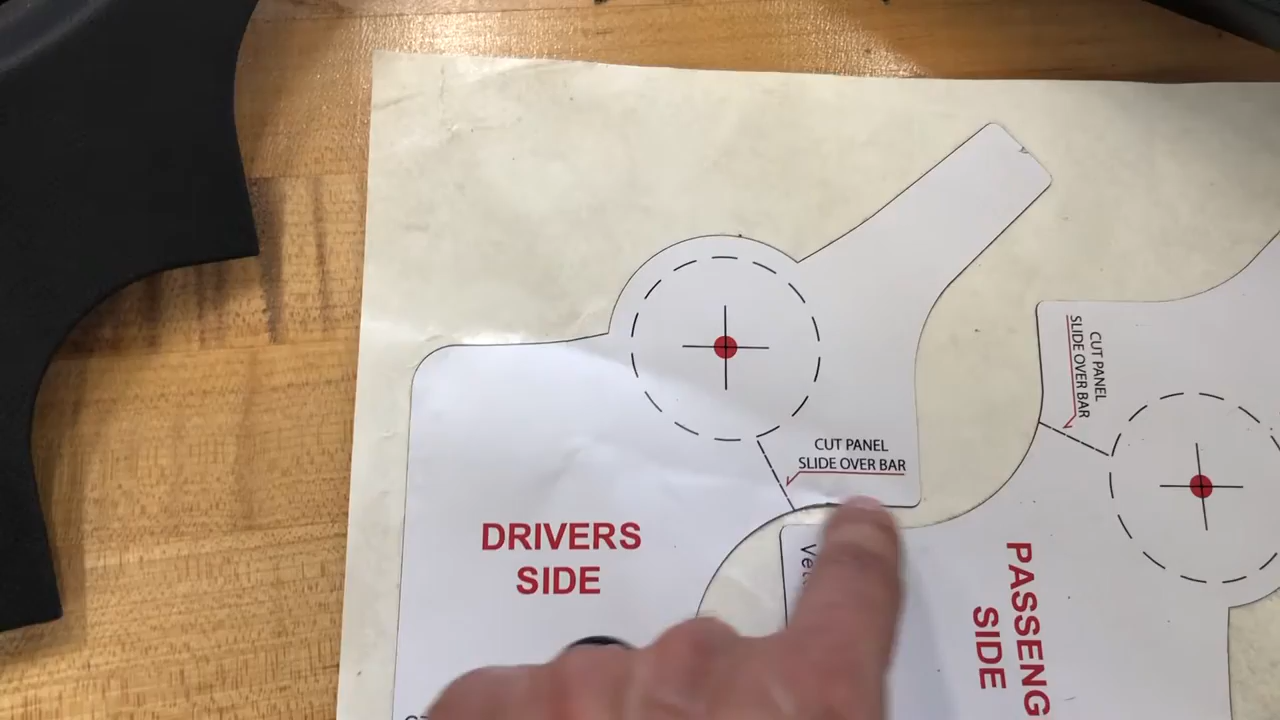 CUT PANEL
SLIDE OVER BAR
DRIVERS
SIDE
CUT PANEL
SLIDE OVER BAR
PASSENG
SIDE